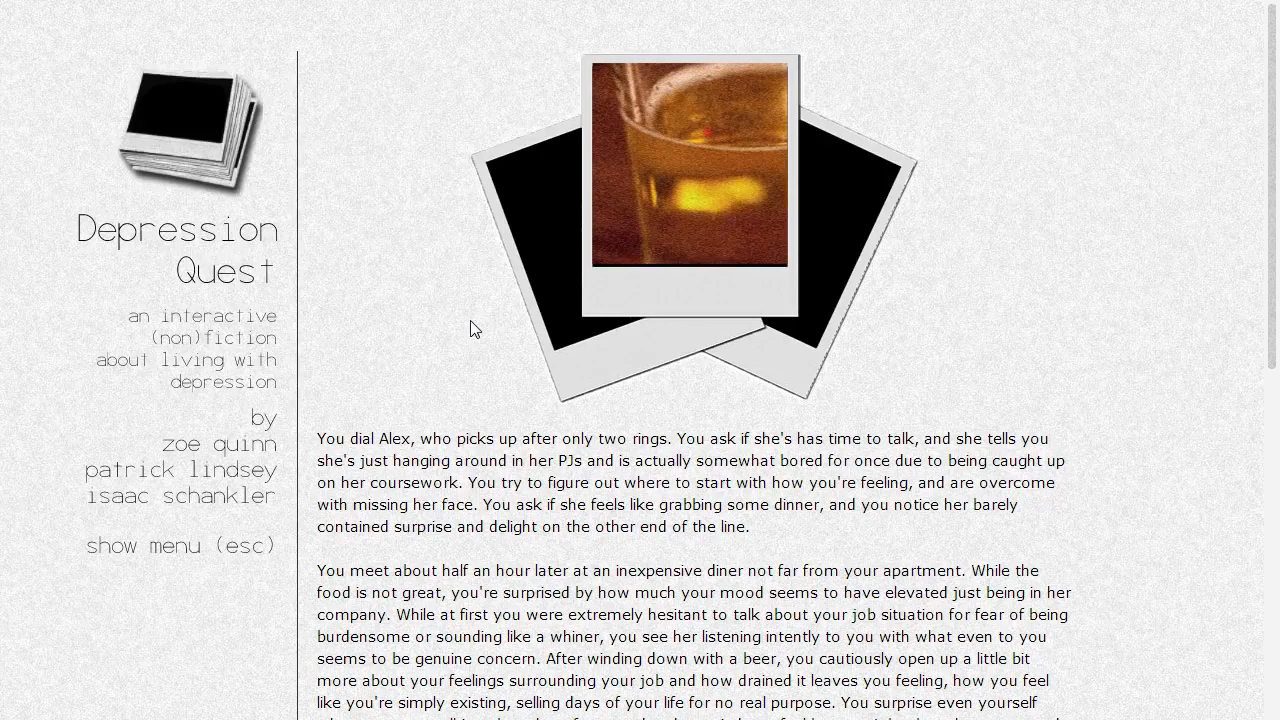 Depression
Quest
an interactive
(non)fiction
about living with
depression
by
zoe quinn
patrick lindsey
isaac schankler
show menu (esc)
You dial Alex, who picks up after only two rings. You ask if she's has time to talk, and she tells you
she's just hanging around in her PJs and is actually somewhat bored for once due to being caught up
on her coursework. You try to figure out where to start with how you're feeling, and are overcome
with missing her face. You ask if she feels like grabbing some dinner, and you notice her barely
contained surprise and delight on the other end of the line.
You meet about half an hour later at an inexpensive diner not far from your apartment. While the
food is not great, you're surprised by how much your mood seems to have elevated just being in her
company. While at first you were extremely hesitant to talk about your job situation for fear of being
burdensome or sounding like a whiner, you see her listening intently to you with what even to you
seems to be genuine concern. After winding down with a beer, you cautiously open up a little bit
more about your feelings surrounding your job and how drained it leaves you feeling, how you feel
like you're simply existing, selling days of your life for no real purpose. You surprise even yourself